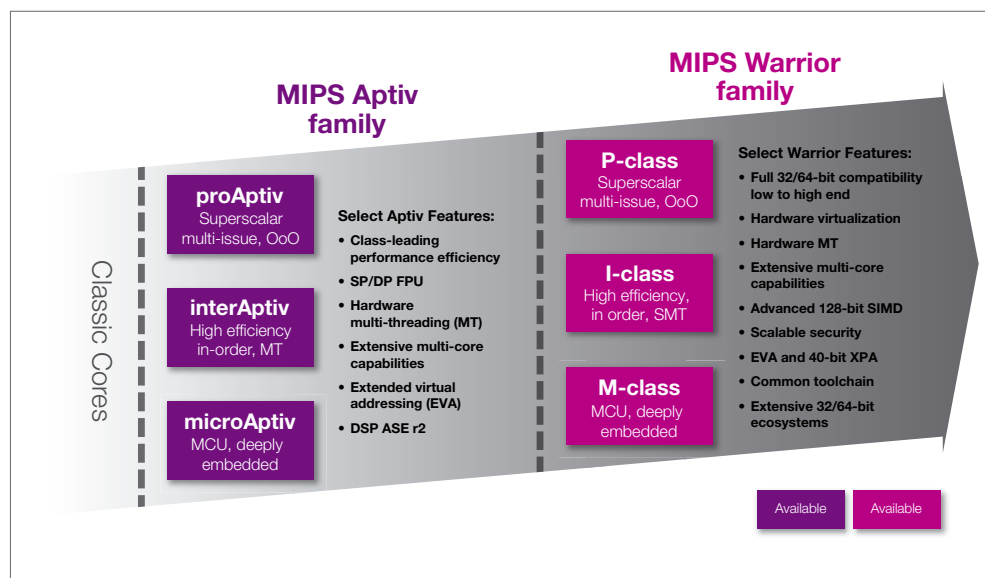 MIPS Aptiv
family
MIPS Warrior
family
Classic Cores
proAptiv
Superscalar
multi-issue, OoO
interAptiv
High efficiency
in-order, MT
microAptiv
MCU, deeply
embedded
Select Aptiv Features:
• Class-leading
performance efficiency
• SP/DP FPU
• Hardware
multi-threading (MT)
• Extensive multi-core
capabilities
• Extended virtual
addressing (EVA)
• DSP ASE r2
P-class
Superscalar
multi-issue, OoO
I-class
High efficiency,
in order, SMT
M-class
MCU, deeply
embedded
Select Warrior Features:
• Full 32/64-bit compatibility
low to high end
• Hardware virtualization
• Hardware MT
• Extensive multi-core
capabilities
• Advanced 128-bit SIMD
• Scalable security
• EVA and 40-bit XPA
• Common toolchain
• Extensive 32/64-bit
ecosystems
Available
Available